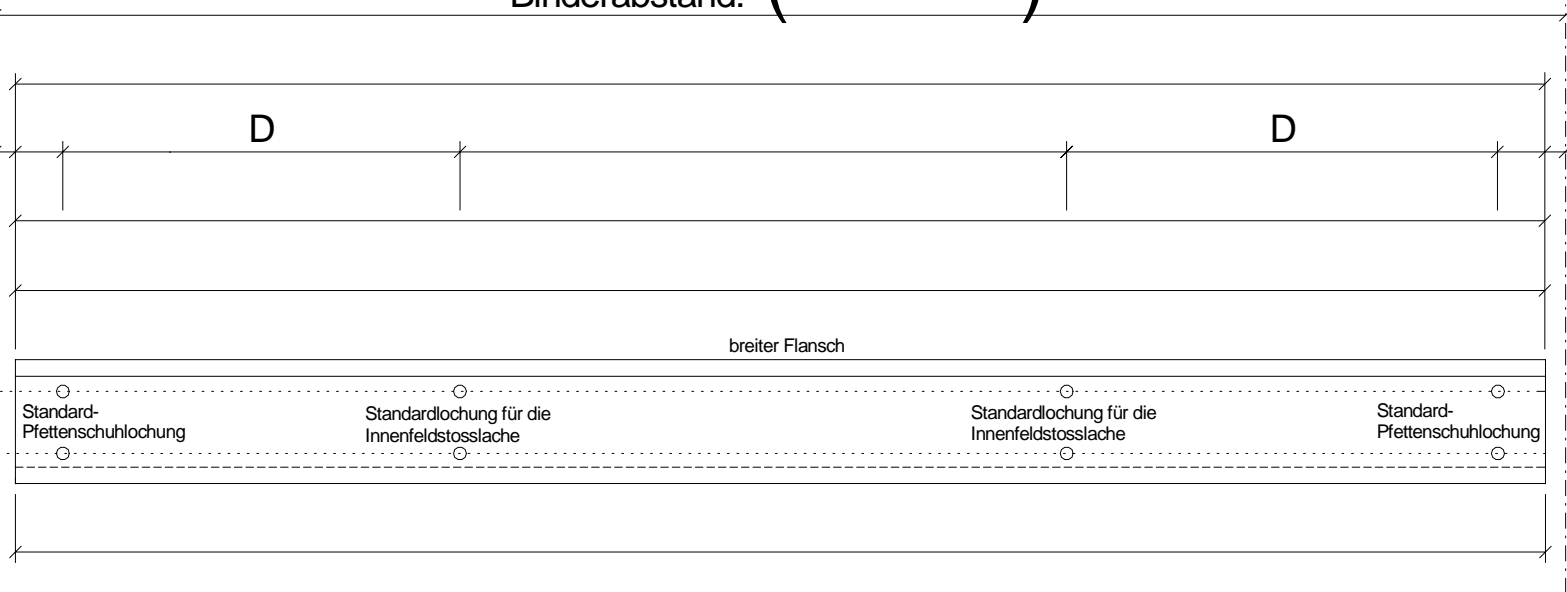 Binderabstand: ( )
D D
breiter Flansch
Standard-
Pfettenschuhlochung
Standardlochung für die
Innenfeldstosslache
Standardlochung für die
Innenfeldstosslache
Standard-
Pfettenschuhlochung